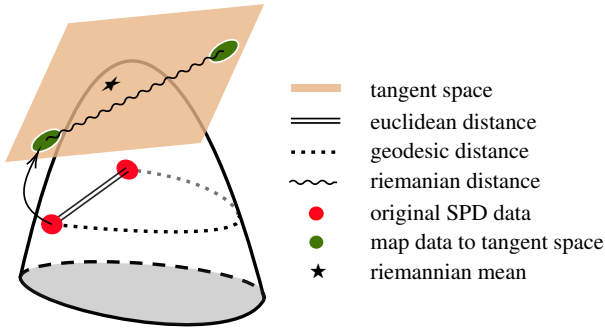 tangent space
euclidean distance
geodesic distance
riemanian distance
original SPD data
map data to tangent space
riemannian mean